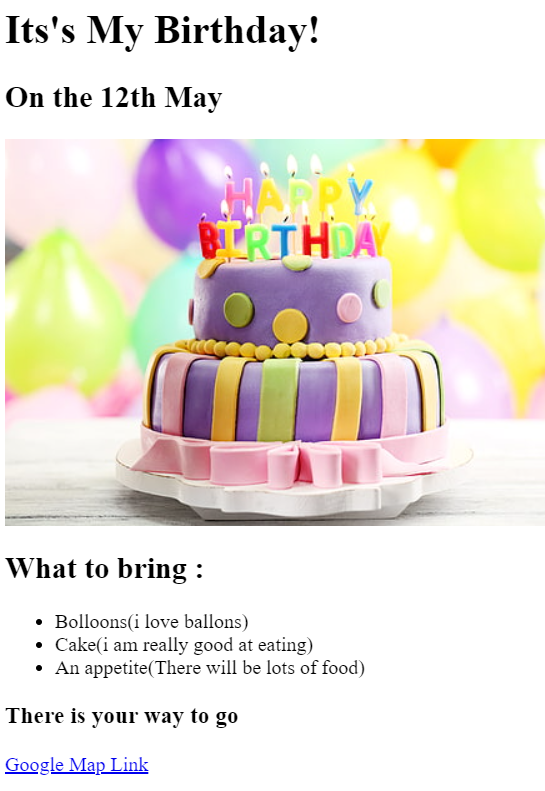 Its's My Birthday!
On the 12th May
HAPPY
BIRTHDAY
What to bring :
Bolloons(i love ballons)
Cake(i am really good at eating)
An appetite(There will be lots of food)
There is your way to go
Google Map Link